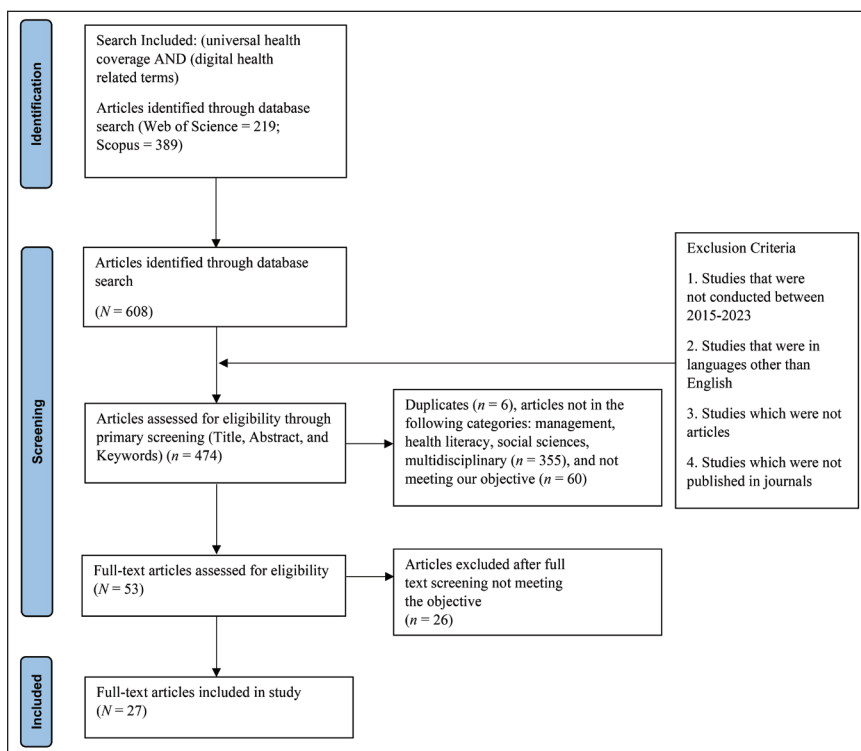 Identification
Search Included: (universal health
coverage AND (digital health
related terms)
Articles identified through database
search (Web of Science = 219;
Scopus = 389)
Screening
Articles identified through database
search
(N = 608)
Exclusion Criteria
1. Studies that were
not conducted between
2015-2023
2. Studies that were in
languages other than
English
3. Studies which were not
articles
4. Studies which were not
published in journals
Articles assessed for eligibility through
primary screening (Title, Abstract, and
Keywords) (n = 474)
Duplicates (n = 6), articles not in the
following categories: management,
health literacy, social sciences,
multidisciplinary (n = 355), and not
meeting our objective (n = 60)
Full-text articles assessed for eligibility
(N = 53)
Articles excluded after full
text screening not meeting
the objective
(n = 26)
Included
Full-text articles included in study
(N = 27)